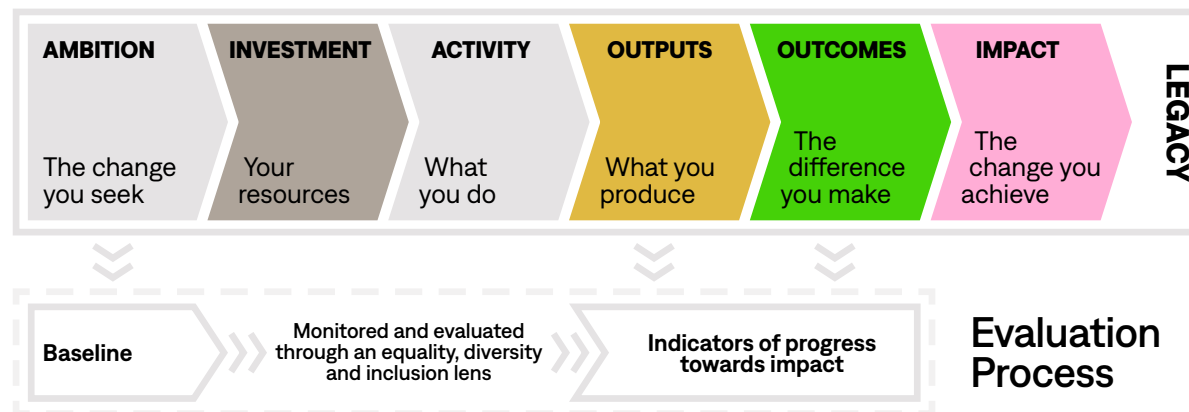 AMBITION
The change
you seek
INVESTMENT
Your
resources
ACTIVITY
What
you do
OUTPUTS
What you
produce
OUTCOMES
The
difference
you make
IMPACT
The
change you
achieve
LEGACY
Baseline
Monitored and evaluated
through an equality, diversity
and inclusion lens
Indicators of progress
towards impact
Evaluation
Process